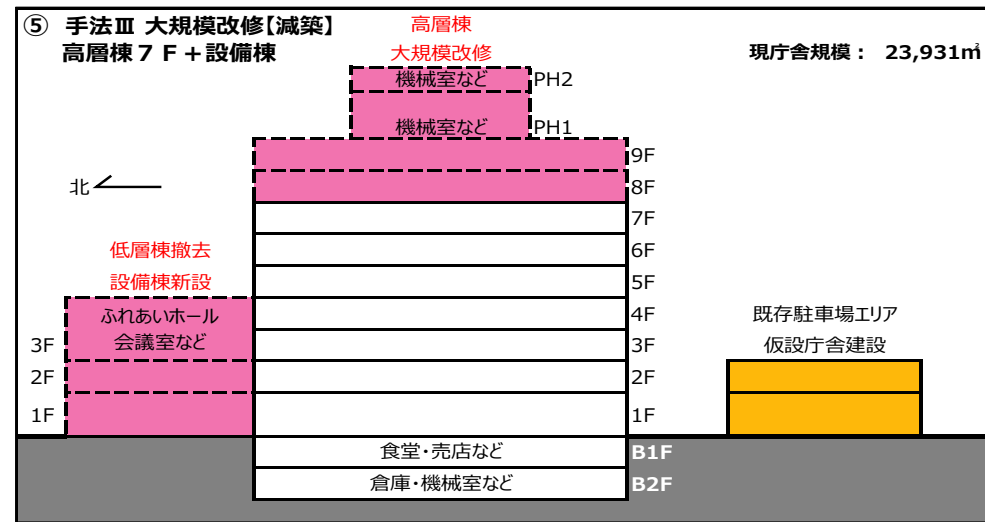 ⑤ 手法Ⅲ 大規模改修【減築】
高層棟7F+設備棟
高層棟
大規模改修
現庁舎規模: 23,931㎡
機械室など
PH2
機械室など
PH1
9F
北
8F
7F
低層棟撤去
6F
設備棟新設
5F
ふれあいホール
会議室など
4F
既存駐車場エリア
仮設庁舎建設
3F
3F
2F
2F
1F
1F
食堂・売店など
B1F
倉庫・機械室など
B2F